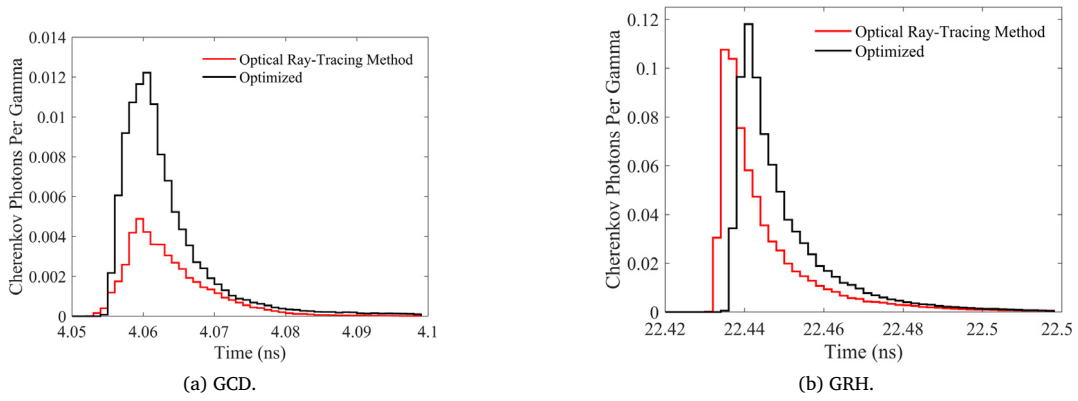 0.014
0.012
0.01
0.008
0.006
0.004
0.002
0
Cherenkov Photons Per Gamma
Optical Ray-Tracing Method
Optimized
4.05 4.06 4.07 4.08 4.09 4.1
Time (ns)
(a) GCD.
0.12
0.1
0.08
0.06
0.04
0.02
0
Cherenkov Photons Per Gamma
Optical Ray-Tracing Method
Optimized
22.42 22.44 22.46 22.48 22.5 22.5
Time (ns)
(b) GRH.